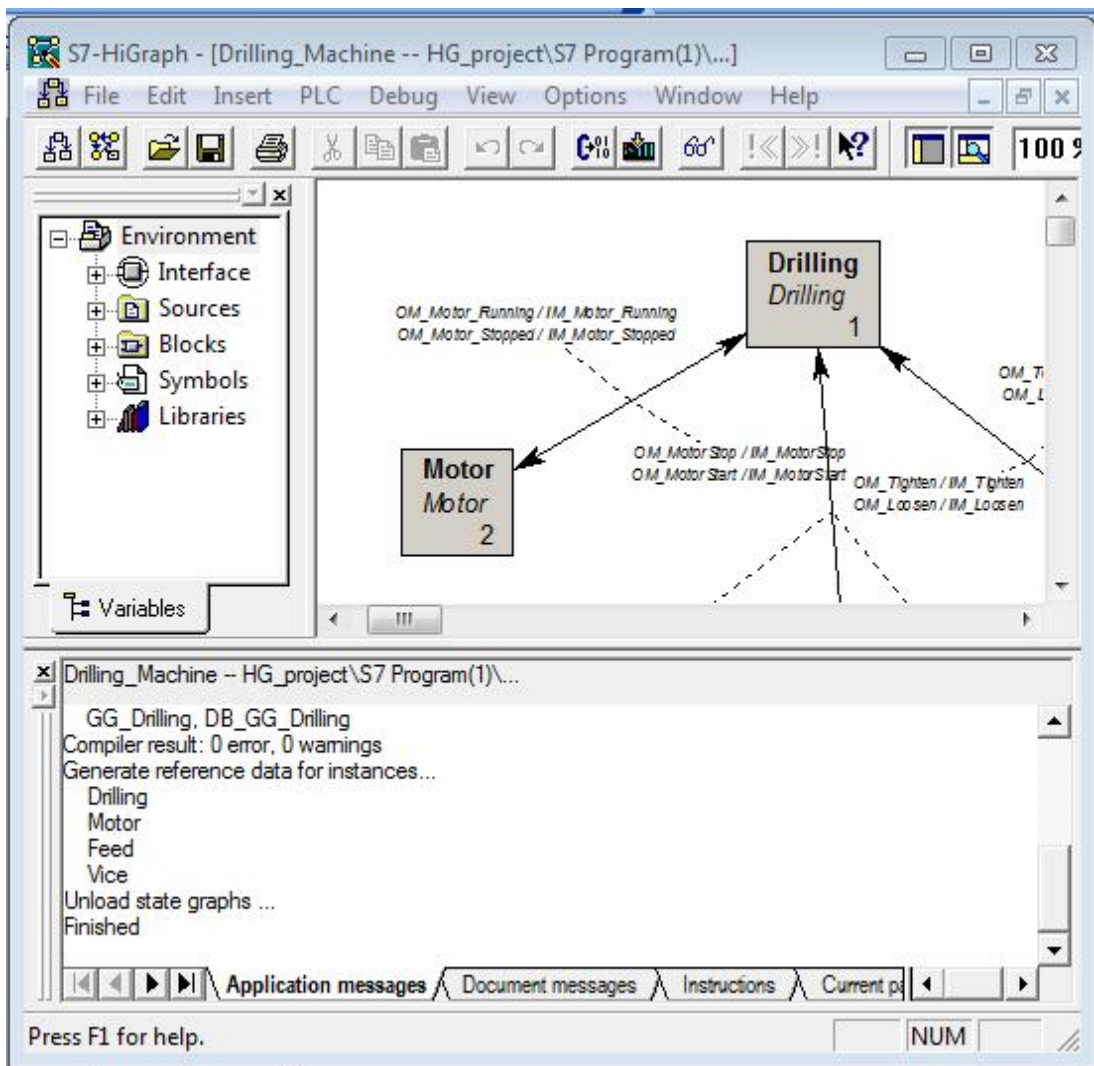 S7-HiGraph - [Drilling_Machine -- HG_project\S7 Program(1)\...]
File Edit Insert PLC Debug View Options Window Help
100 %
Environment
Interface
Sources
Blocks
Symbols
Libraries
Variables
Drilling
Drilling
1
OM_Motor_Running / IM_Motor_Running
OM_Motor_Stopped / IM_Motor_Stopped
OM_L
Motor
Motor
2
OM_MotorStop / IM_MotorStop
OM_MotorStart / IM_MotorStart
OM_Tighten / IM_Tighten
OM_Loosen / IM_Loosen
Drilling_Machine -- HG_project\S7 Program(1)\...
GG_Drilling, DB_GG_Drilling
Compiler result: 0 error, 0 warnings
Generate reference data for instances...
Drilling
Motor
Feed
Vice
Unload state graphs ...
Finished
Application messages Document messages Instructions Current pa
Press F1 for help.
NUM